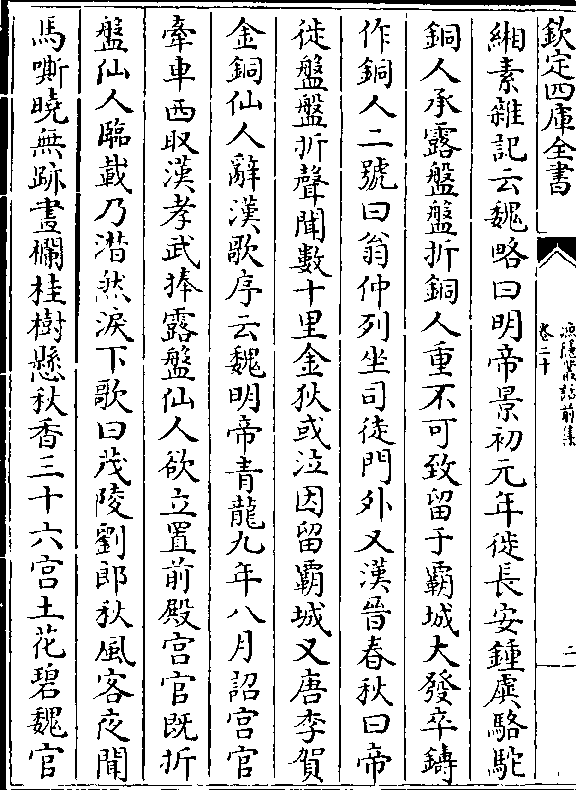 欽定四庫全書
漁隱叢話前集
卷二十
二
緗素雜記云魏略曰明帝景初元年徙長安鍾虡駱駝
銅人承露盤盤折銅人重不可致留于霸城大發卒鑄
作銅人二號曰翁仲列坐司徒門外又漢晉春秋曰帝
徙盤盤折聲聞數十里金狄或泣因留霸城又唐李賀
金銅仙人辭漢歌序云魏明帝青龍九年八月詔宫官
牽車西取漢孝武捧露盤仙人欲立置前殿宫官既折
盤仙人臨載乃潸然淚下歌曰茂陵劉郎秋風客夜聞
馬嘶曉無跡畫欄桂樹懸秋香三十六宫土花碧魏官